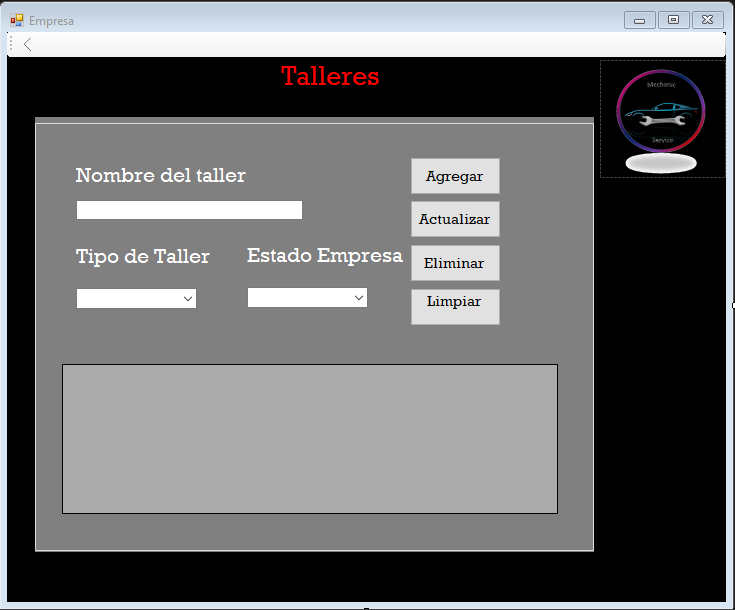 Empresa
Talleres
Mechanic
Service
Nombre del taller
Agregar
Actualizar
Tipo de Taller
Estado Empresa
Eliminar
Limpiar